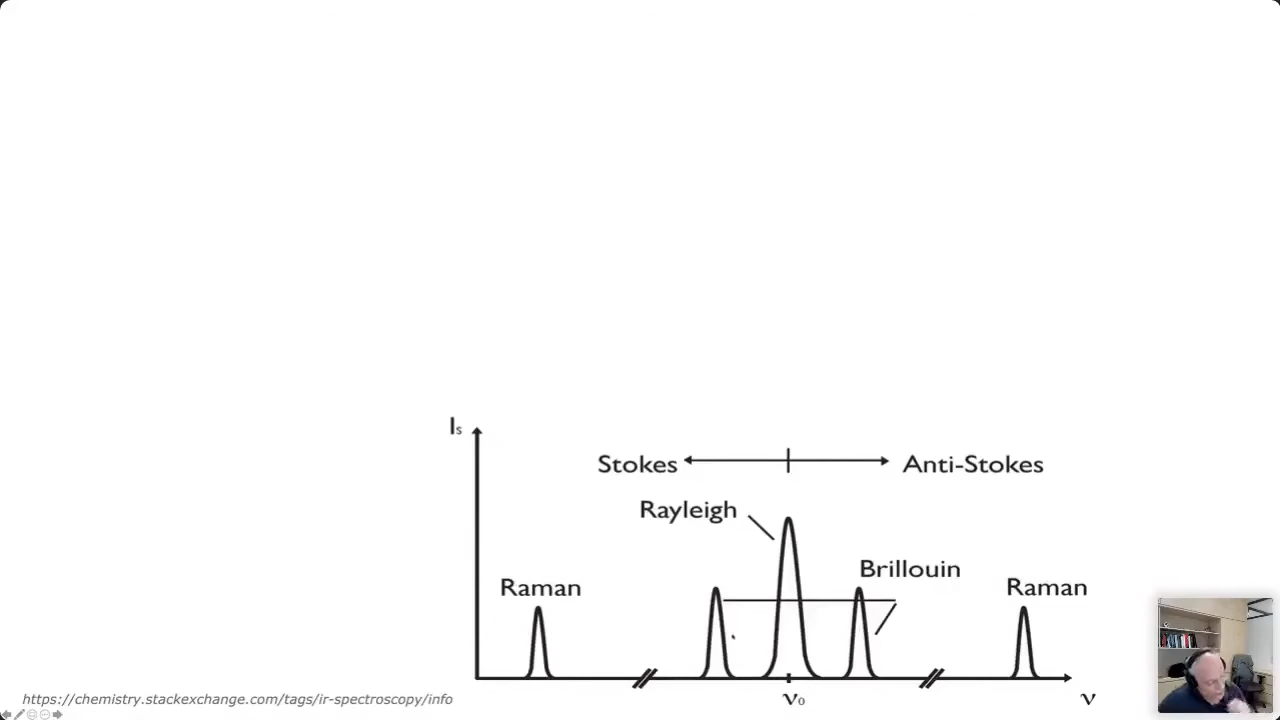 Is
Stokes
Anti-Stokes
Rayleigh
Brillouin
Raman
Raman
https://chemistry.stackexchange.com/tags/ir-spectroscopy/info
ν₀
ν